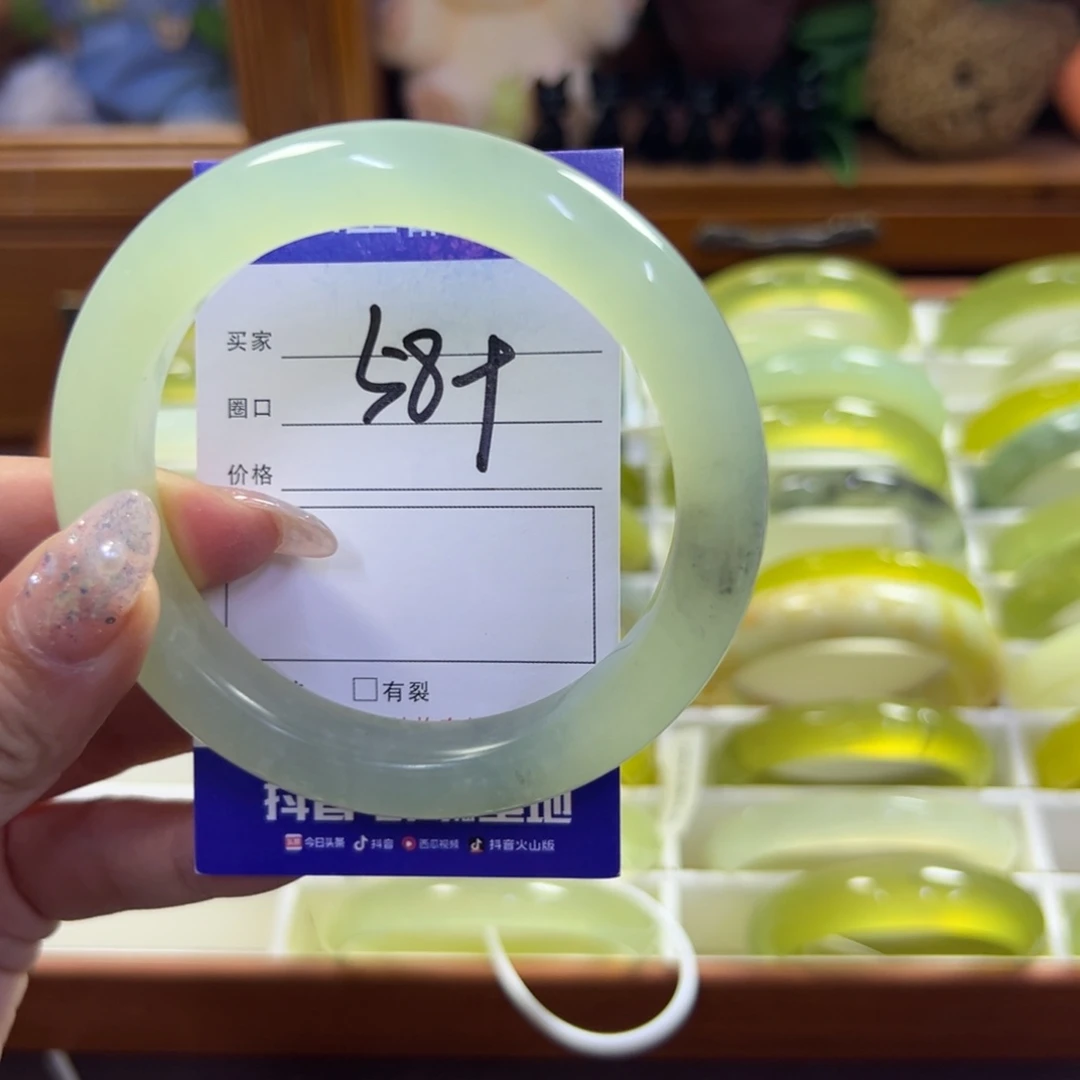 买家
58+
圈口
价格
有裂
抖音
今日头条 抖音 西瓜视频 抖音火山版